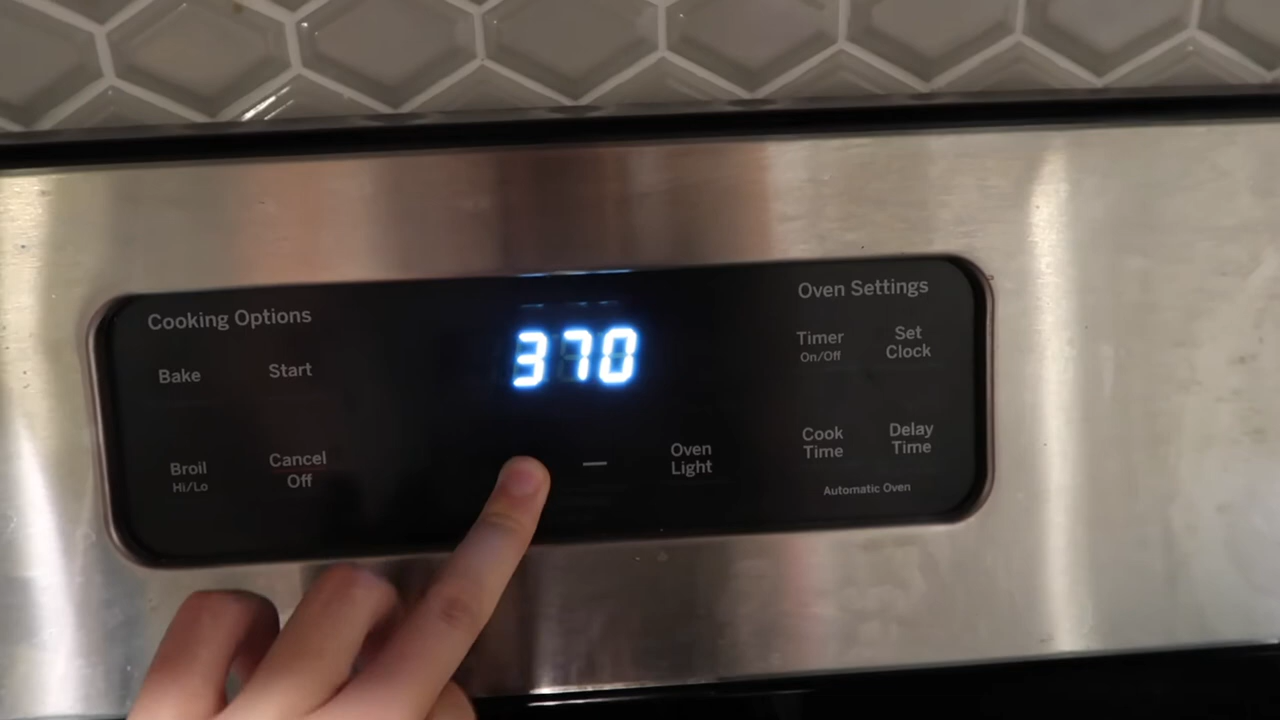 Cooking Options
Bake
Start
Broil
Hi/Lo
Cancel
Off
370
—
Oven
Light
Oven Settings
Timer
On/Off
Set
Clock
Cook
Time
Delay
Time
Automatic Oven